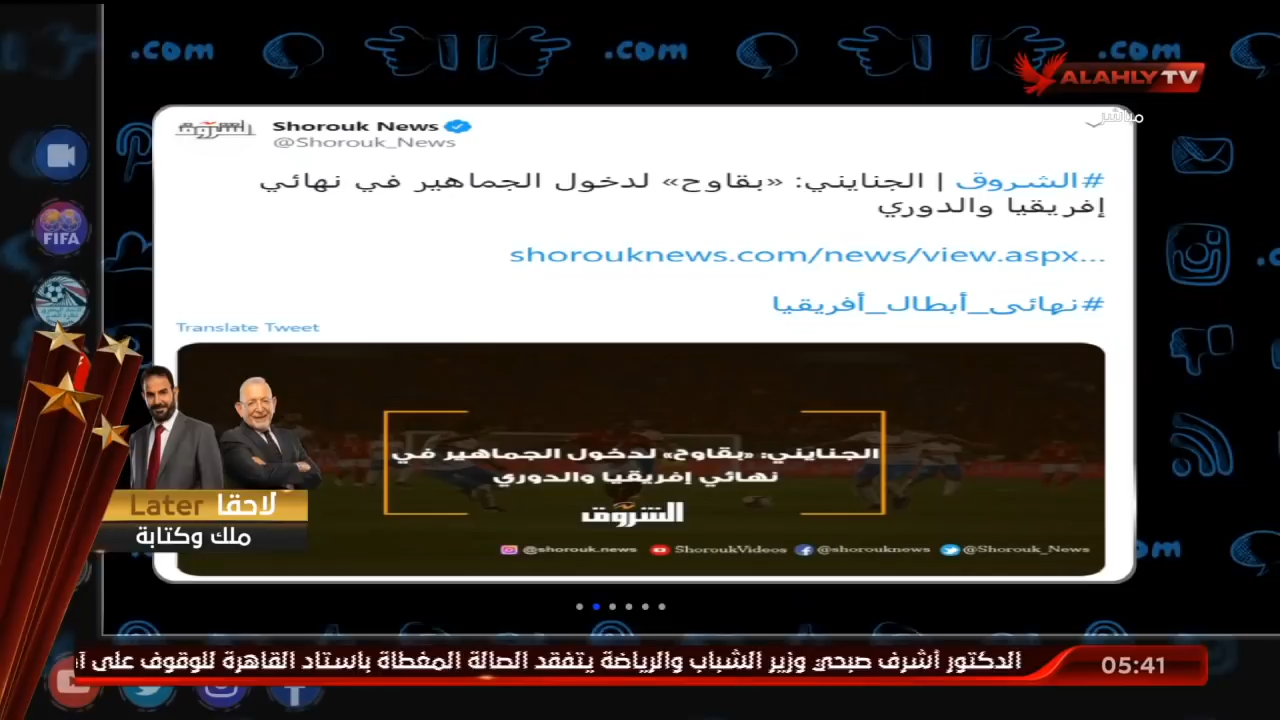 .com
.com
.com
ALAHLY TV
مباشر
الشروق
Shorouk News
@Shorouk_News
#الشروق | الجنايني: «بقاوح» لدخول الجماهير في نهائي
إفريقيا والدوري
shorouknews.com/news/view.aspx...
#نهائى_أبطال_أفريقيا
Translate Tweet
FIFA
الجنايني: «بقاوح» لدخول الجماهير في
نهائي إفريقيا والدوري
الشروق
@shorouk.news ShoroukVideos @shorouknews @Shorouk_News
لاحقا Later
ملك وكتابة
الدكتور أشرف صبحي وزير الشباب والرياضة يتفقد الصالة المغطاة باستاد القاهرة للوقوف على
05:41